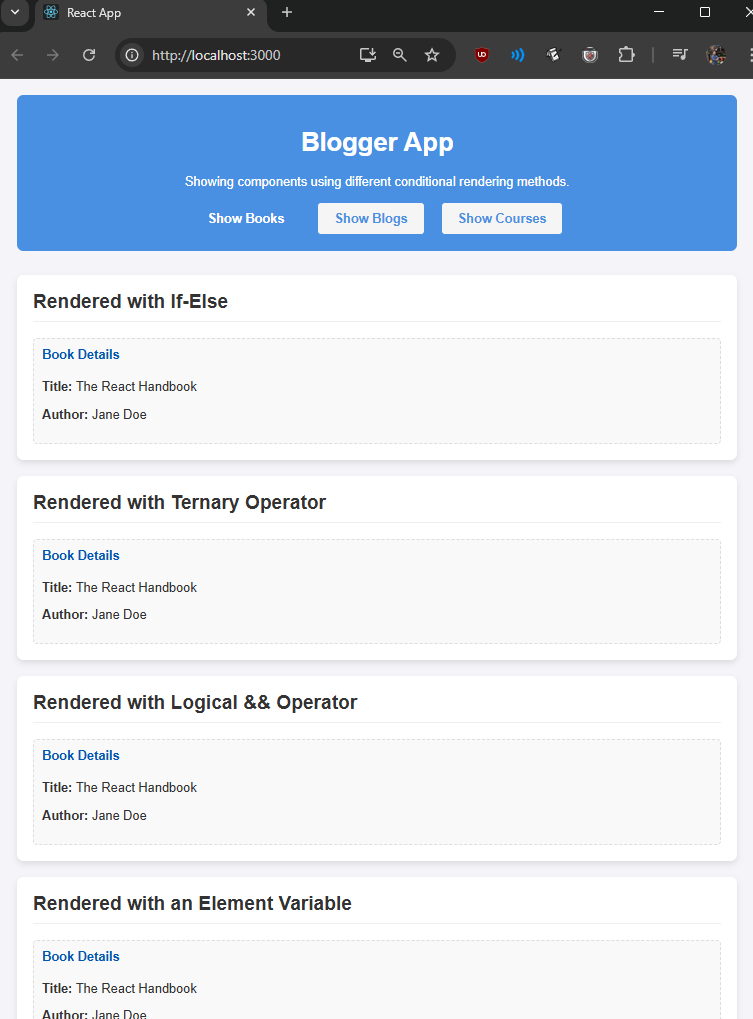 React App
http://localhost:3000
Blogger App
Showing components using different conditional rendering methods.
Show Books Show Blogs Show Courses
Rendered with If-Else
Book Details
Title: The React Handbook
Author: Jane Doe
Rendered with Ternary Operator
Book Details
Title: The React Handbook
Author: Jane Doe
Rendered with Logical && Operator
Book Details
Title: The React Handbook
Author: Jane Doe
Rendered with an Element Variable
Book Details
Title: The React Handbook
Author: Jane Doe